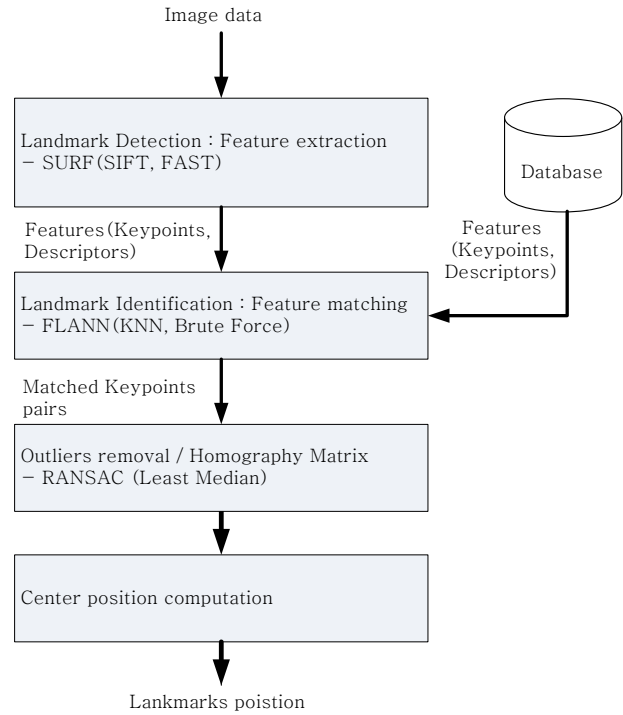 Image data
Landmark Detection : Feature extraction
- SURF(SIFT, FAST)
Database
Features(Keypoints,
Descriptors)
Features
(Keypoints,
Descriptors)
Landmark Identification : Feature matching
- FLANN(KNN, Brute Force)
Matched Keypoints
pairs
Outliers removal / Homography Matrix
- RANSAC (Least Median)
Center position computation
Lankmarks poistion